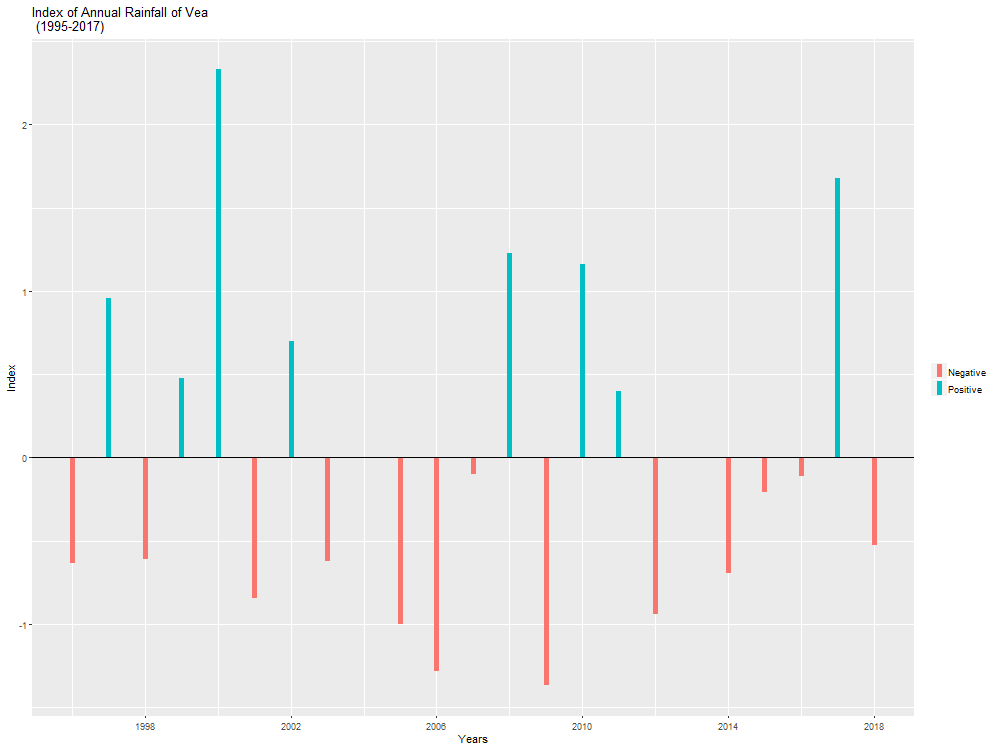 Index of Annual Rainfall of Vea
(1995-2017)
2
1
0
-1
Index
1998 2002 2006 2010 2014 2018
Years
Negative
Positive